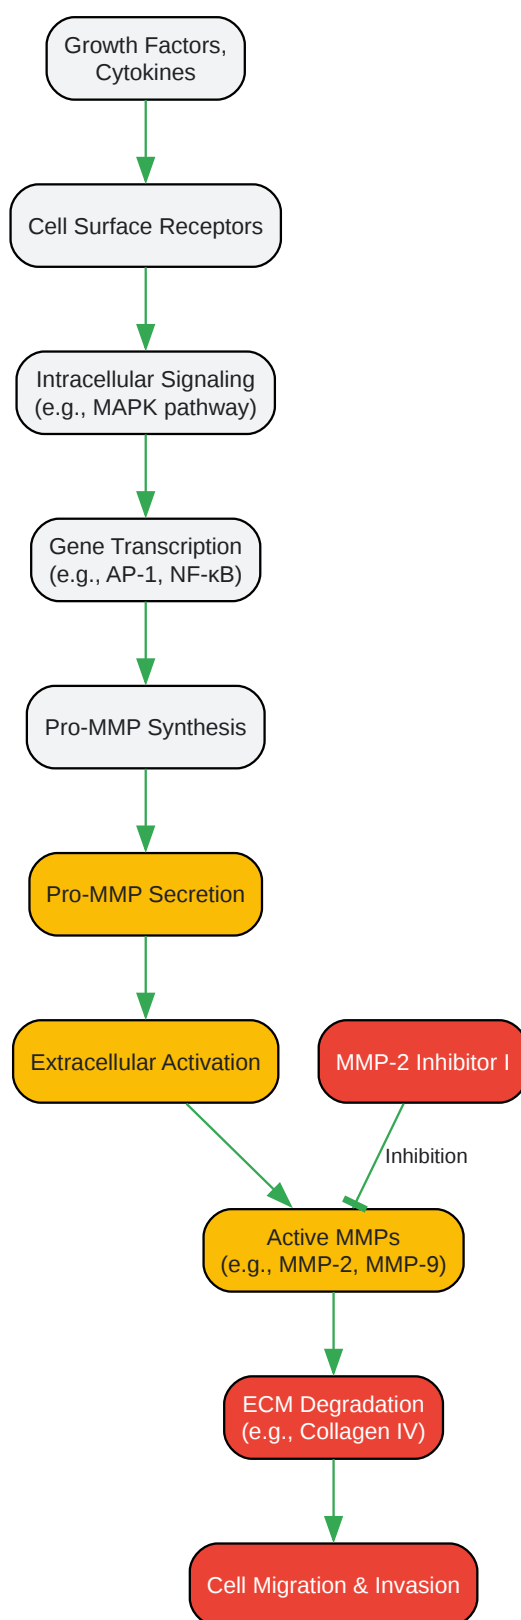 Growth Factors,
Cytokines
Cell Surface Receptors
Intracellular Signaling
(e.g., MAPK pathway)
Gene Transcription
(e.g., AP-1, NF-κB)
Pro-MMP Synthesis
Pro-MMP Secretion
Extracellular Activation
MMP-2 Inhibitor I
Inhibition
Active MMPs
(e.g., MMP-2, MMP-9)
ECM Degradation
(e.g., Collagen IV)
Cell Migration & Invasion